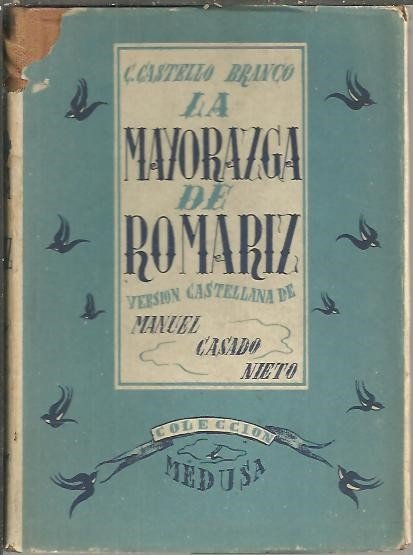 C. CASTELLO BRANCO
LA
MAYORAZGA
DE
ROMARIZ
VERSION CASTELLANA DE
MANUEL
CASADO
NIETO
COLECCION
MEDUSA